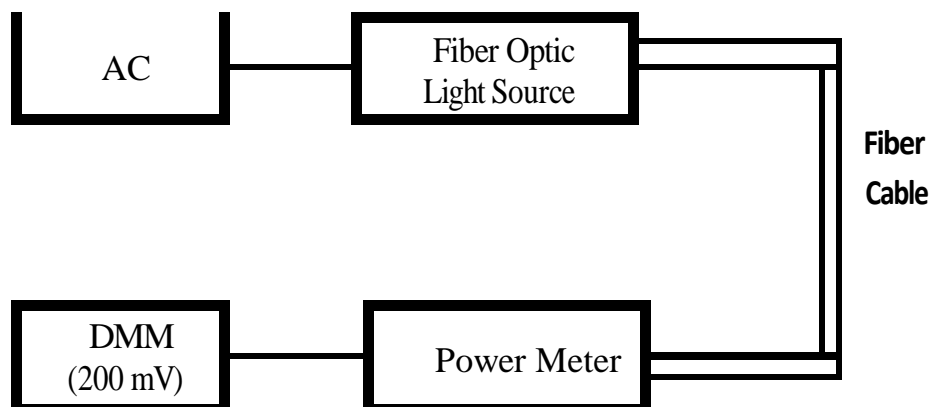 AC
Fiber Optic
Light Source
Fiber
Cable
DMM
(200 mV)
Power Meter